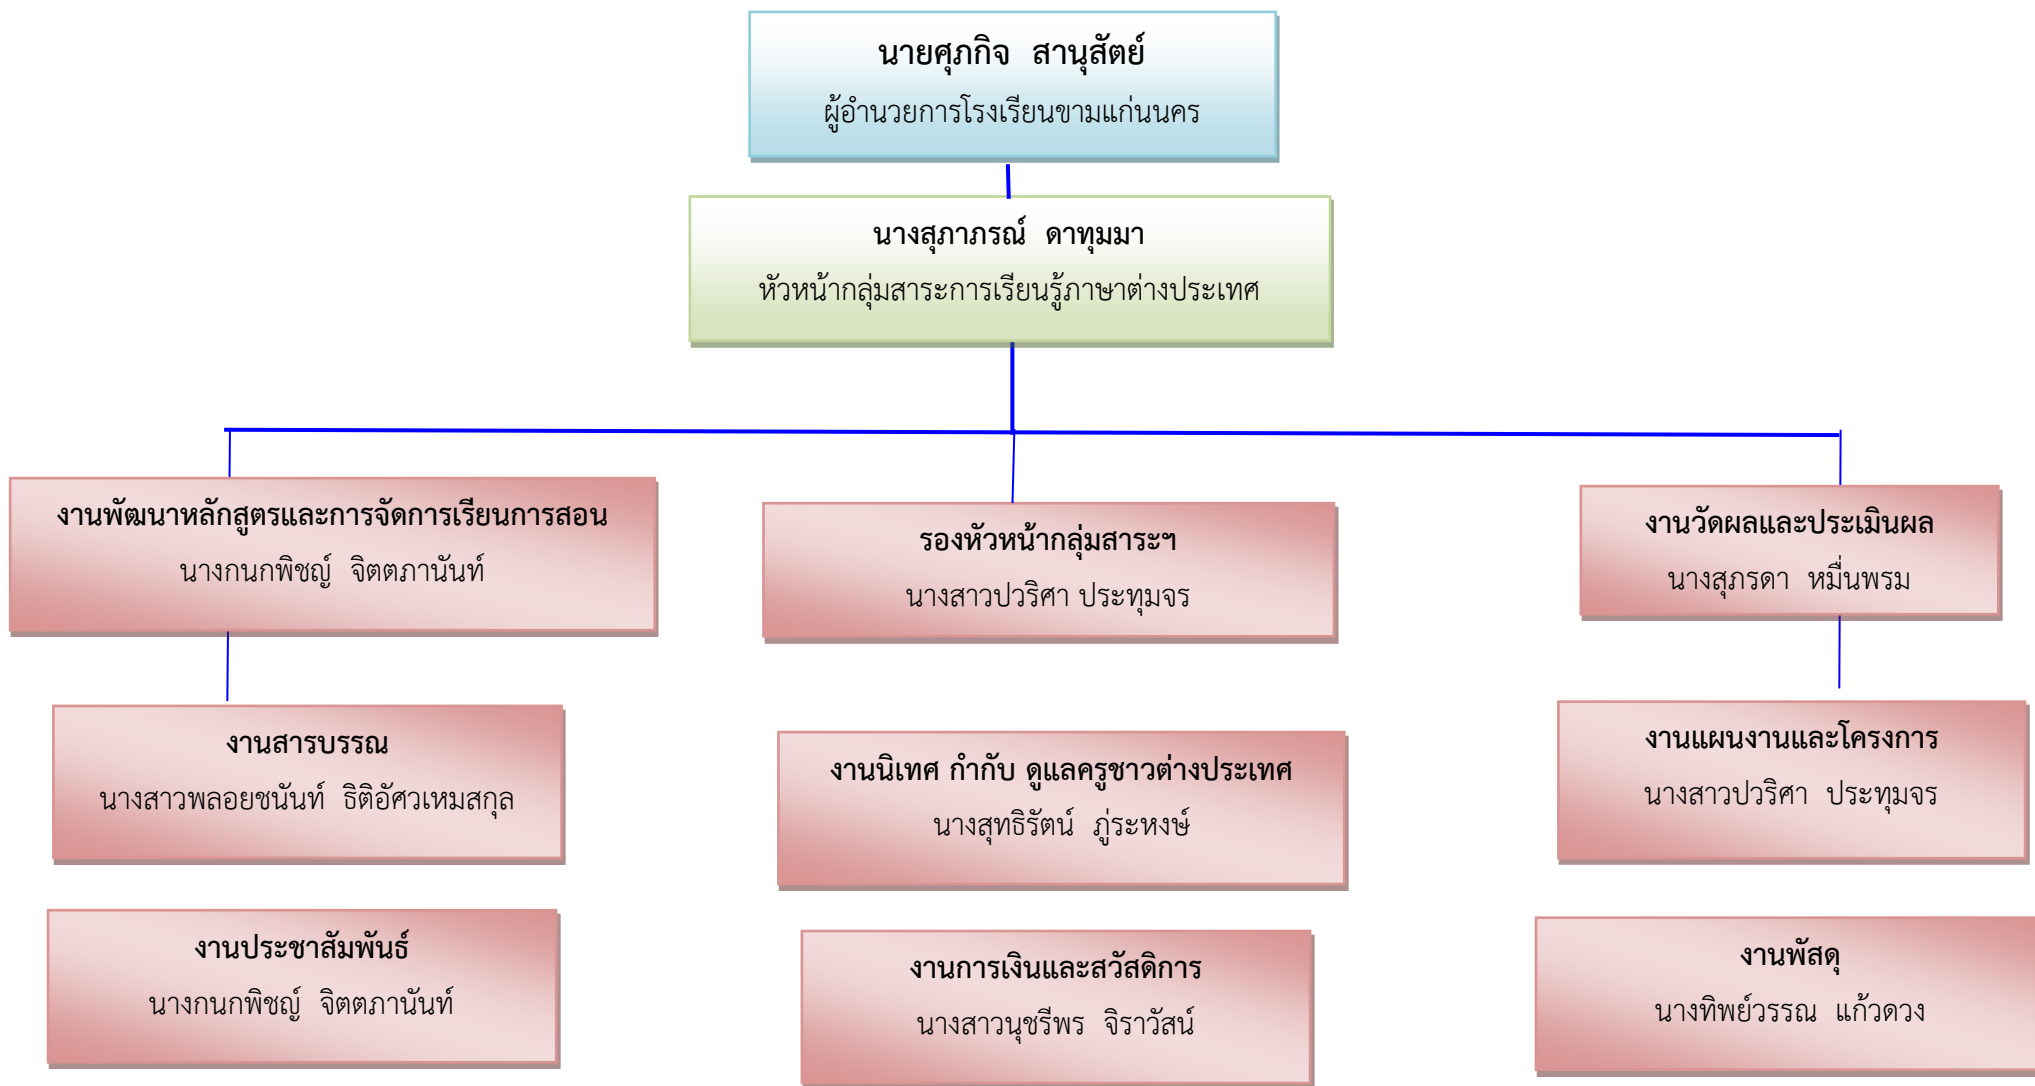 นายศุภกิจ  สานุสัตย์
ผู้อำนวยการโรงเรียนขามแก่นนคร
นางสุภาภรณ์  ดาทุมมา
หัวหน้ากลุ่มสาระการเรียนรู้ภาษาต่างประเทศ
งานพัฒนาหลักสูตรและการจัดการเรียนการสอน
นางกนกพิชญ์  จิตตภานันท์
รองหัวหน้ากลุ่มสาระฯ
นางสาวปวริศา ประทุมจร
งานวัดผลและประเมินผล
นางสุภรดา  หมื่นพรม
งานสารบรรณ
นางสาวพลอยชนันท์  ธิติอัศวเหมสกุล
งานนิเทศ กำกับ ดูแลครูชาวต่างประเทศ
นางสุทธิรัตน์  ภู่ระหงษ์
งานแผนงานและโครงการ
นางสาวปวริศา  ประทุมจร
งานประชาสัมพันธ์
นางกนกพิชญ์  จิตตภานันท์
งานการเงินและสวัสดิการ
นางสาวนุชรีพร  จิราวัสน์
งานพัสดุ
นางทิพย์วรรณ  แก้วดวง